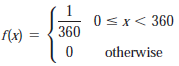 f(x) = { 1/360   0 ≤ x < 360
0   otherwise